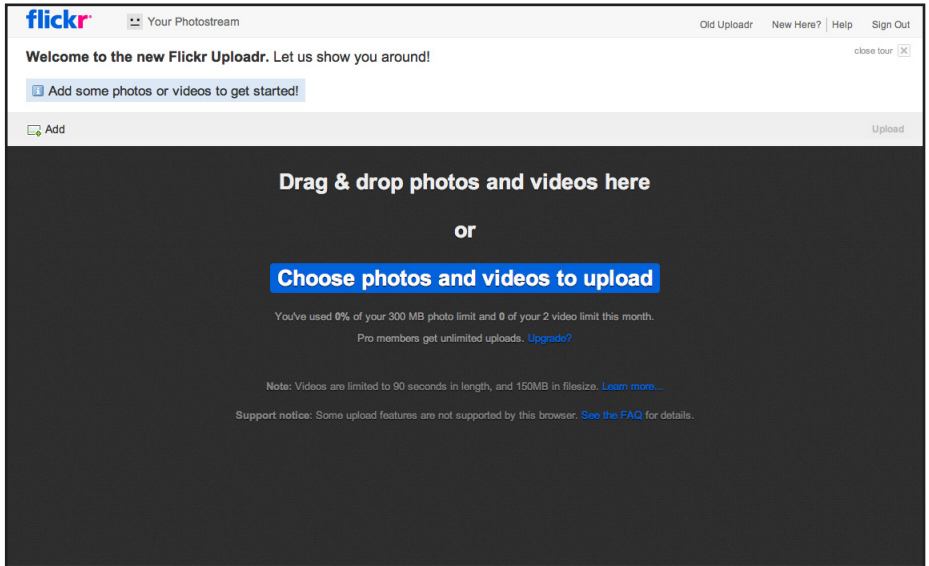 flickr Your Photostream Old Uploadr New Here? Help Sign Out
Welcome to the new Flickr Uploadr. Let us show you around! close tour
Add some photos or videos to get started!
Add Upload
Drag & drop photos and videos here
or
Choose photos and videos to upload
You've used 0% of your 300 MB photo limit and 0 of your 2 video limit this month.
Pro members get unlimited uploads. Upgrade?
Note: Videos are limited to 90 seconds in length, and 150MB in filesize. Learn more...
Support notice: Some upload features are not supported by this browser. See the FAQ for details.